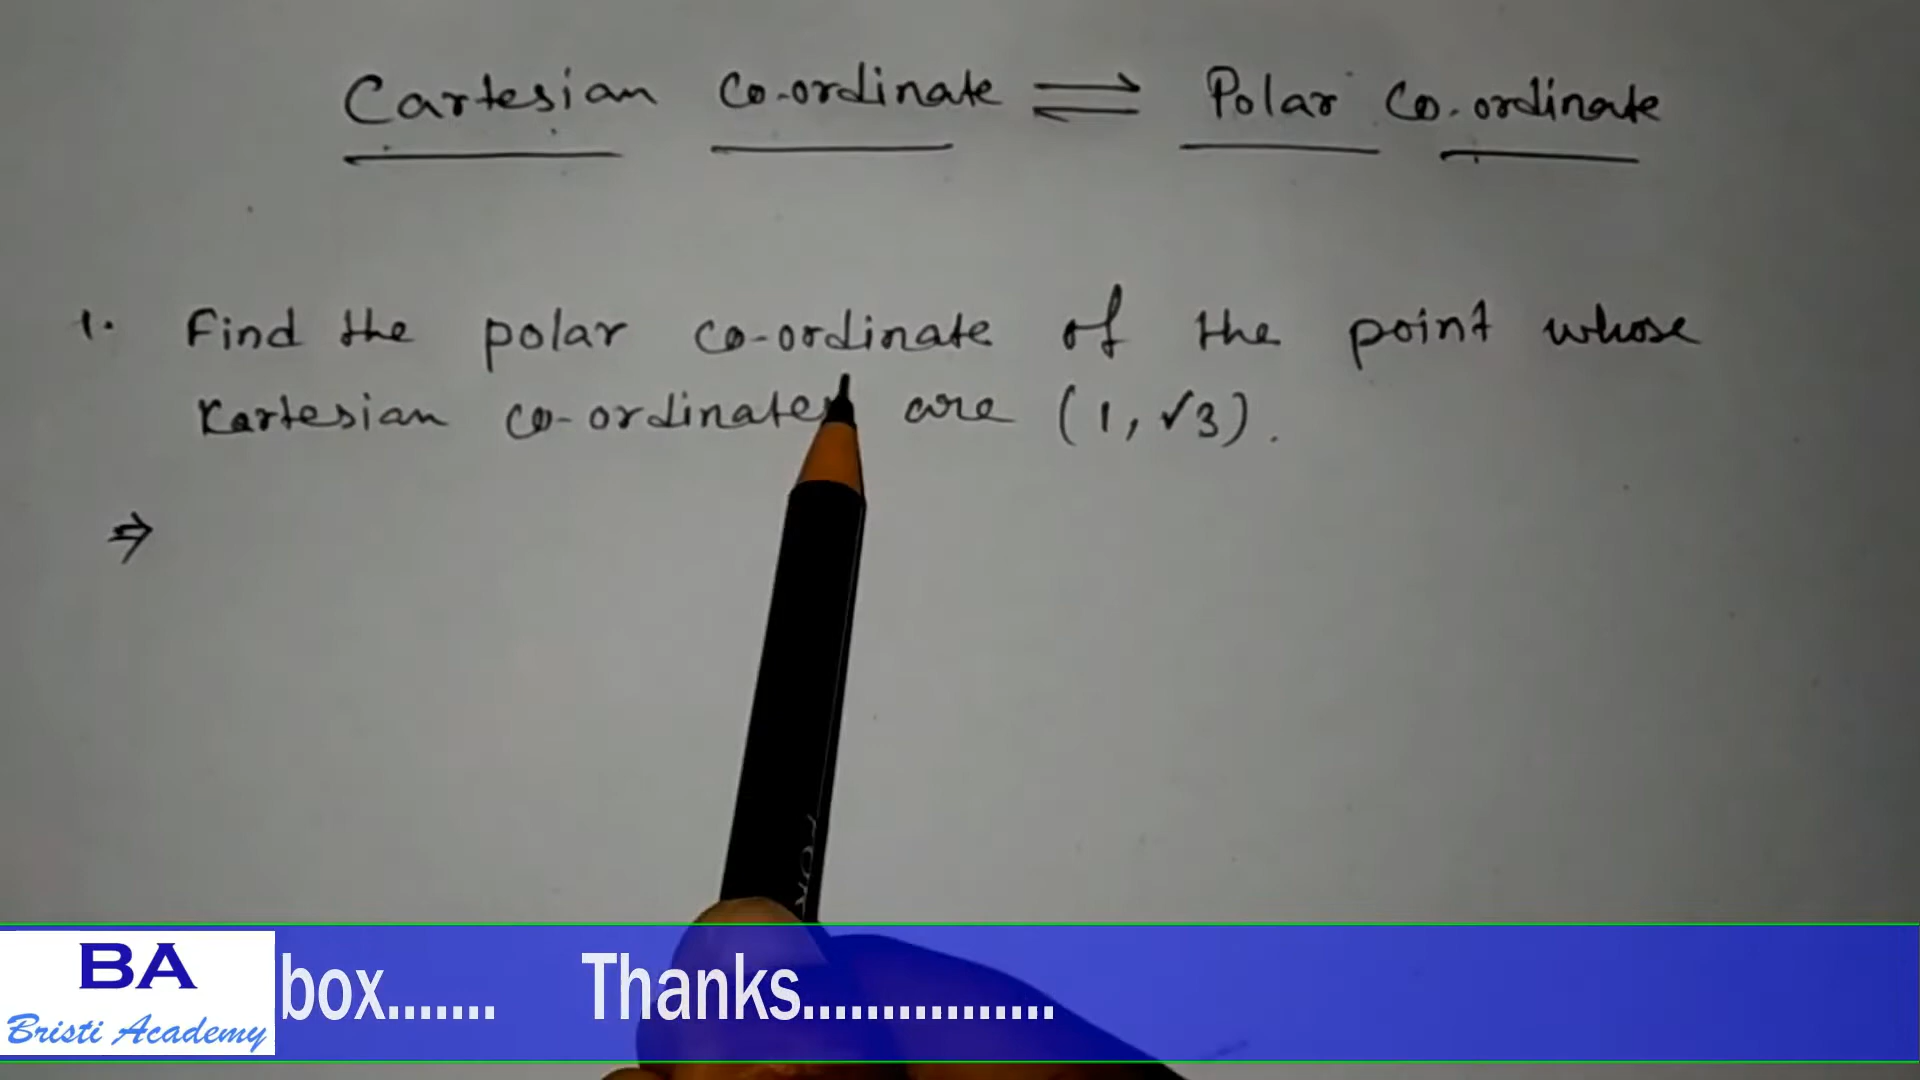 Cartesian Co-ordinate ⇌ Polar Co-ordinate
1. Find the polar co-ordinate of the point whose
Kartesian co-ordinates are (1, √3).
⇒
BA
Bristi Academy
box....... Thanks................